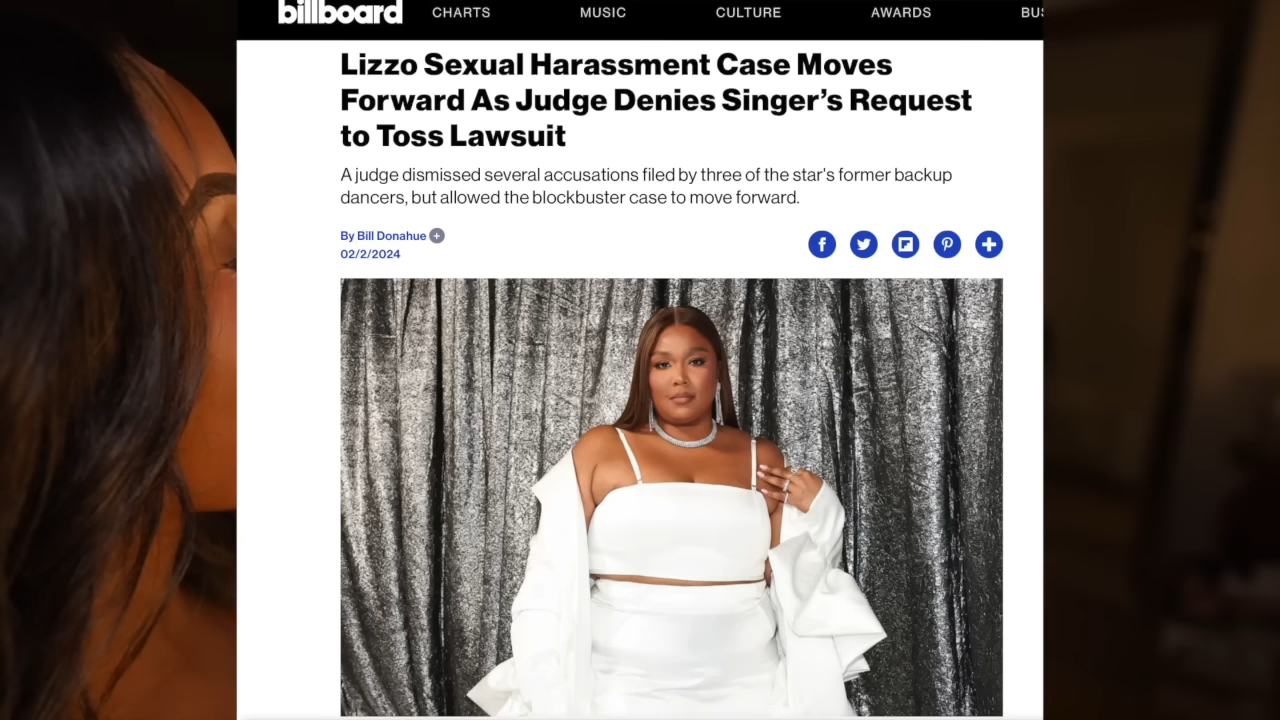 billboard CHARTS MUSIC CULTURE AWARDS BUS
Lizzo Sexual Harassment Case Moves
Forward As Judge Denies Singer’s Request
to Toss Lawsuit
A judge dismissed several accusations filed by three of the star's former backup
dancers, but allowed the blockbuster case to move forward.
By Bill Donahue +
02/2/2024